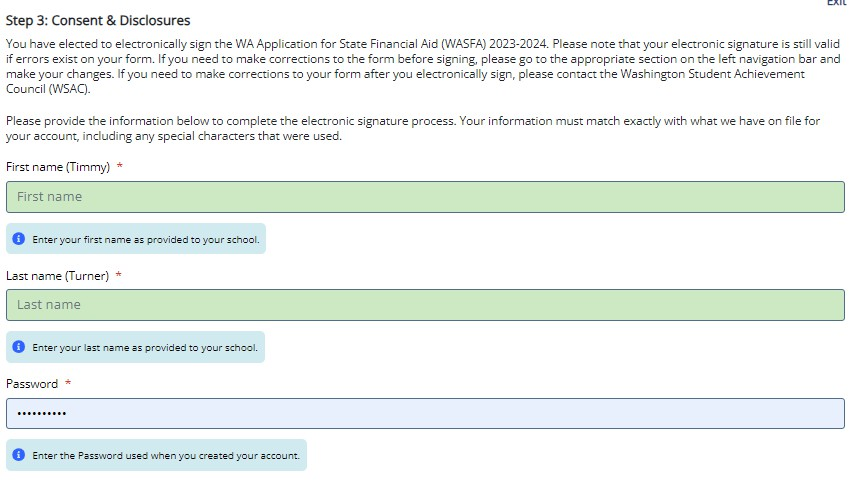 Exit
Step 3: Consent & Disclosures
You have elected to electronically sign the WA Application for State Financial Aid (WASFA) 2023-2024. Please note that your electronic signature is still valid
if errors exist on your form. If you need to make corrections to the form before signing, please go to the appropriate section on the left navigation bar and
make your changes. If you need to make corrections to your form after you electronically sign, please contact the Washington Student Achievement
Council (WSAC).
Please provide the information below to complete the electronic signature process. Your information must match exactly with what we have on file for
your account, including any special characters that were used.
First name (Timmy) *
First name
Enter your first name as provided to your school.
Last name (Turner) *
Last name
Enter your last name as provided to your school.
Password *
••••••••••
Enter the Password used when you created your account.